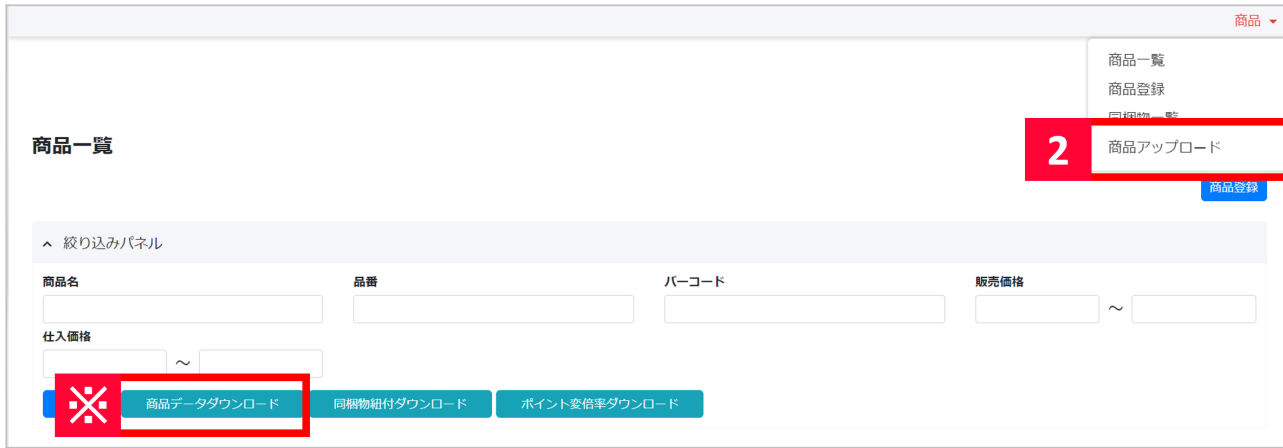 商品
商品一覧
商品登録
同梱物一覧
2 商品アップロード
商品一覧
商品登録
絞り込みパネル
商品名 品番 バーコード 販売価格
～
仕入価格
～
※ 商品データダウンロード 同梱物紐付ダウンロード ポイント変倍率ダウンロード